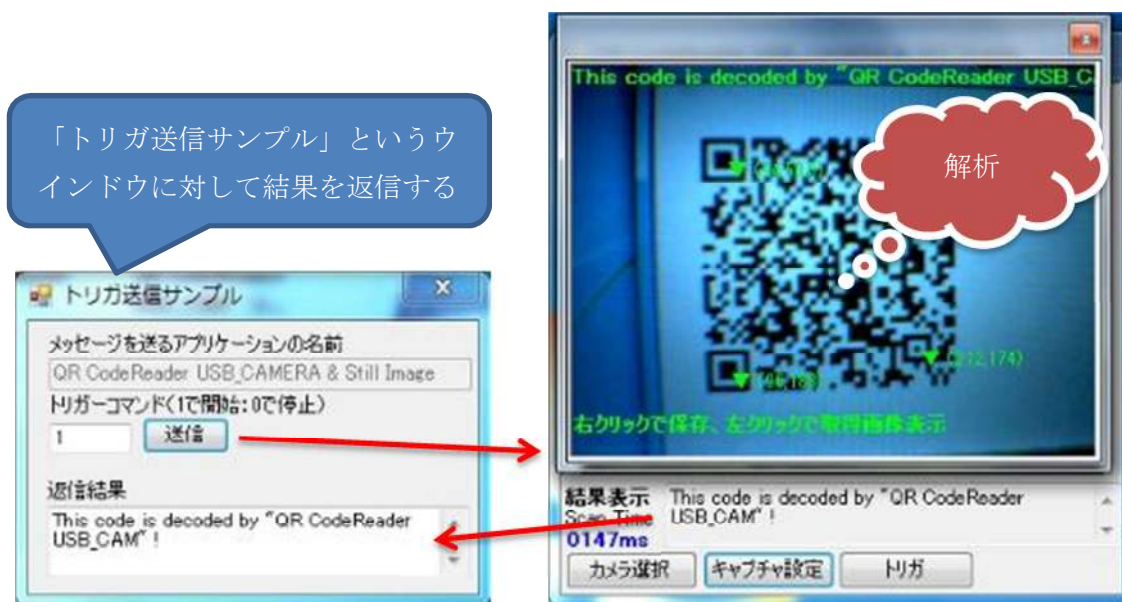 「トリガ送信サンプル」というウ
インドウに対して結果を返信する
トリガ送信サンプル
メッセージを送るアプリケーションの名前
QR CodeReader USB_CAMERA & Still Image
トリガーコマンド(1で開始:0で停止)
1
送信
返信結果
This code is decoded by "QR CodeReader
USB_CAM" !
This code is decoded by "QR CodeReader USB_C
解析
右クリックで保存、左クリックで取得画像表示
結果表示
This code is decoded by "QR CodeReader
USB_CAM" !
Scan Time
0147ms
カメラ選択
キャプチャ設定
トリガ